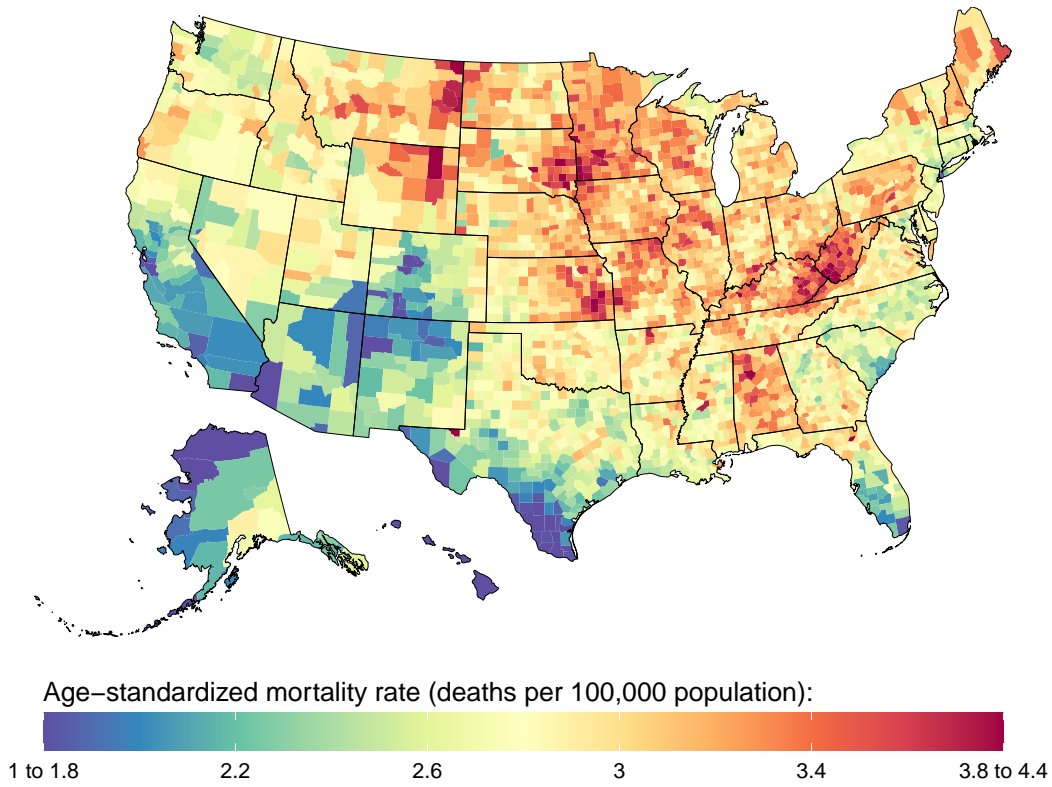 Age−standardized mortality rate (deaths per 100,000 population):
1 to 1.8 2.2 2.6 3 3.4 3.8 to 4.4